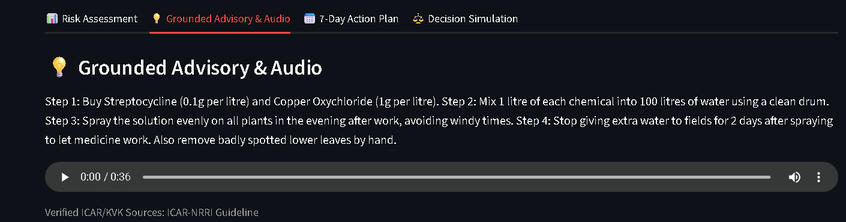 📊 Risk Assessment 💡 Grounded Advisory & Audio 📅 7-Day Action Plan ⚖️ Decision Simulation
💡 Grounded Advisory & Audio
Step 1: Buy Streptocycline (0.1g per litre) and Copper Oxychloride (1g per litre). Step 2: Mix 1 litre of each chemical into 100 litres of water using a clean drum.
Step 3: Spray the solution evenly on all plants in the evening after work, avoiding windy times. Step 4: Stop giving extra water to fields for 2 days after spraying
to let medicine work. Also remove badly spotted lower leaves by hand.
0:00 / 0:36
Verified ICAR/KVK Sources: ICAR-NRRI Guideline